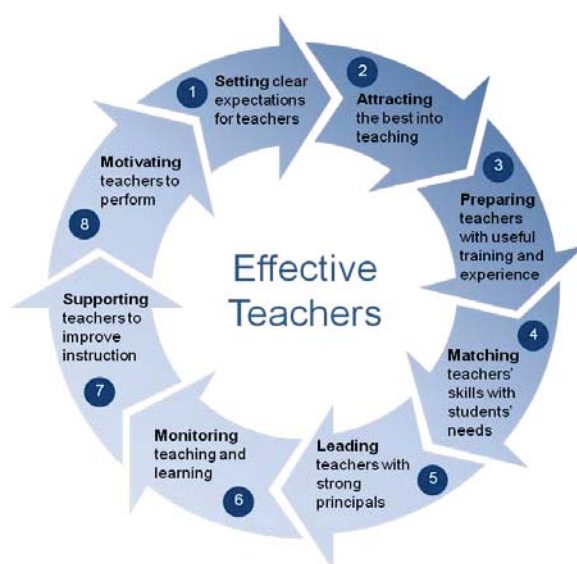 1
Setting clear
expectations
for teachers
2
Attracting
the best into
teaching
3
Preparing
teachers
with useful
training and
experience
4
Matching
teachers'
skills with
students'
needs
5
Leading
teachers with
strong
principals
6
Monitoring
teaching and
learning
7
Supporting
teachers to
improve
instruction
8
Motivating
teachers to
perform
Effective
Teachers